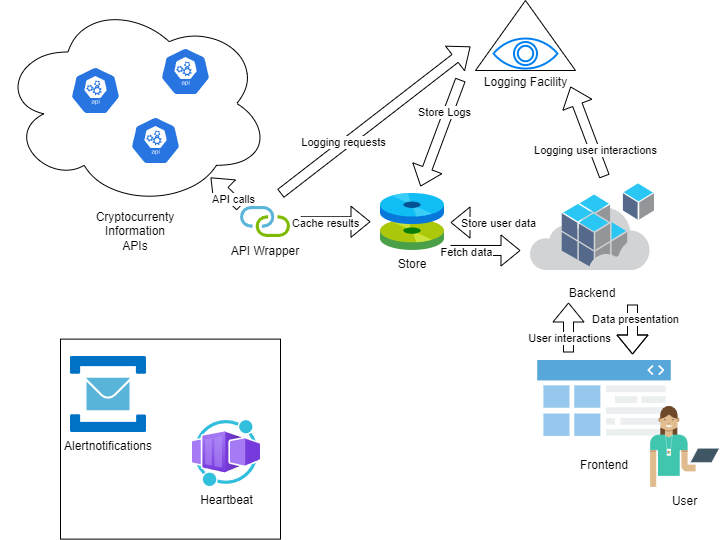 api
api
api
Logging Facility
Store Logs
Logging requests
Logging user interactions
API calls
Cryptocurrenty
Information
APIs
API Wrapper
Cache results
Store user data
Fetch data
Store
Backend
Data presentation
User interactions
Alertnotifications
Heartbeat
Frontend
User